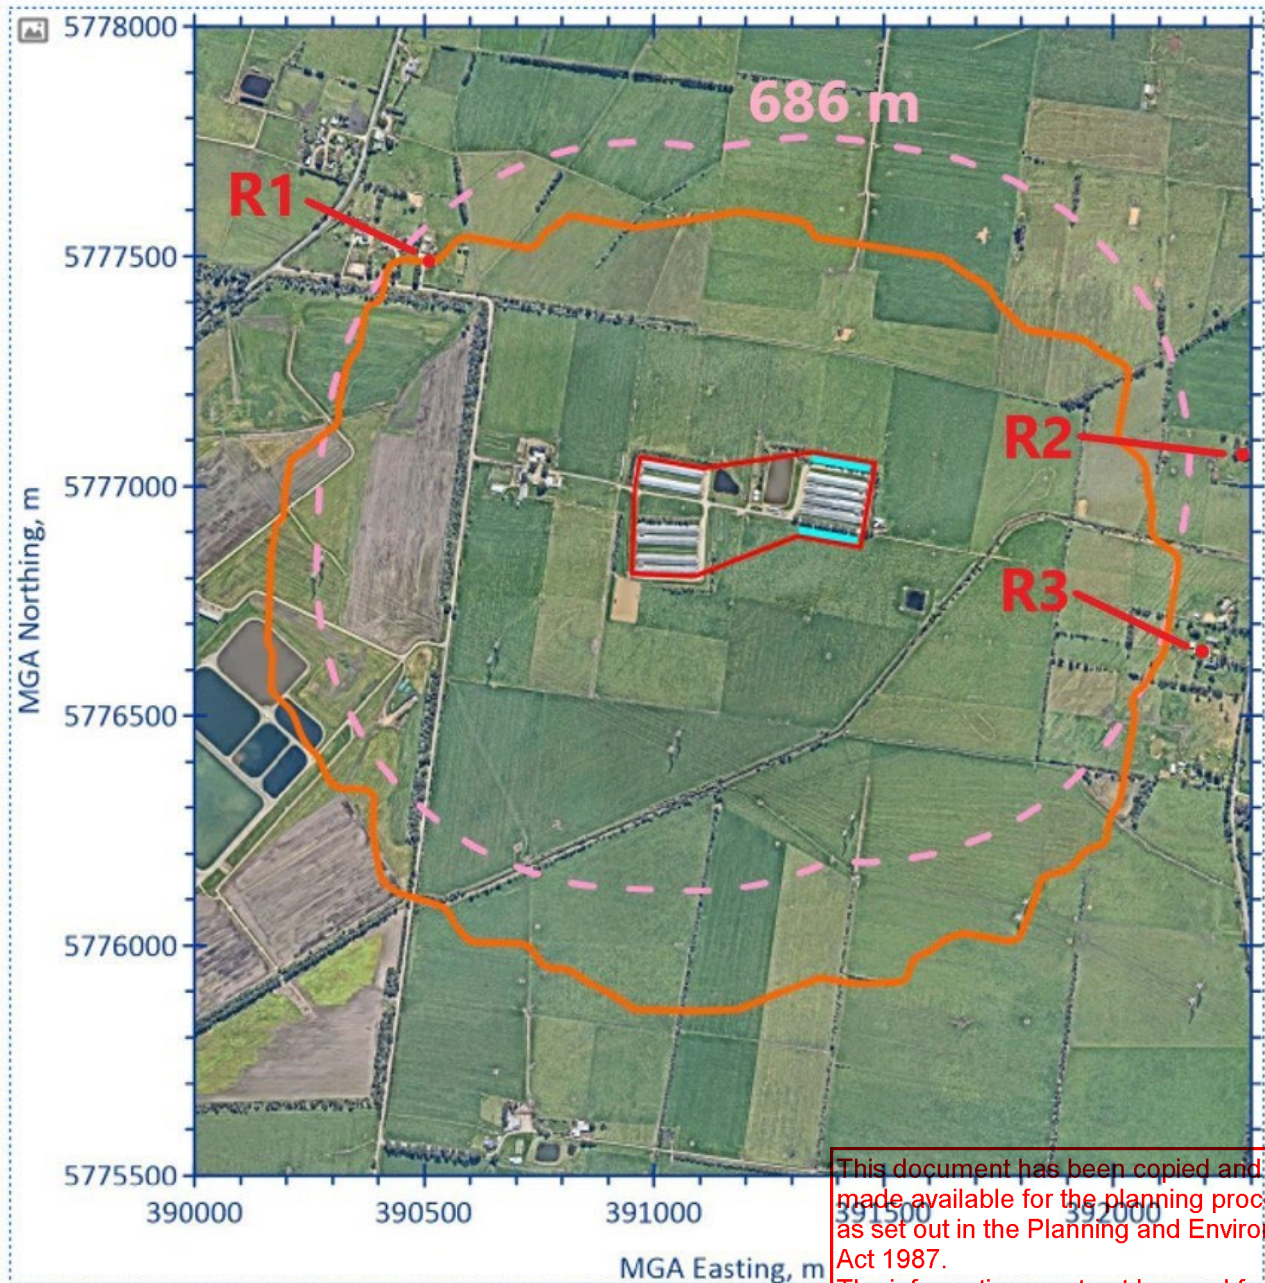 5778000
686 m
R1
5777500
R2
5777000
R3
5776500
5776000
5775500
MGA Northing, m
390000
390500
391000
391500
392000
MGA Easting, m
This document has been copied and
made available for the planning proc
as set out in the Planning and Enviro
Act 1987.